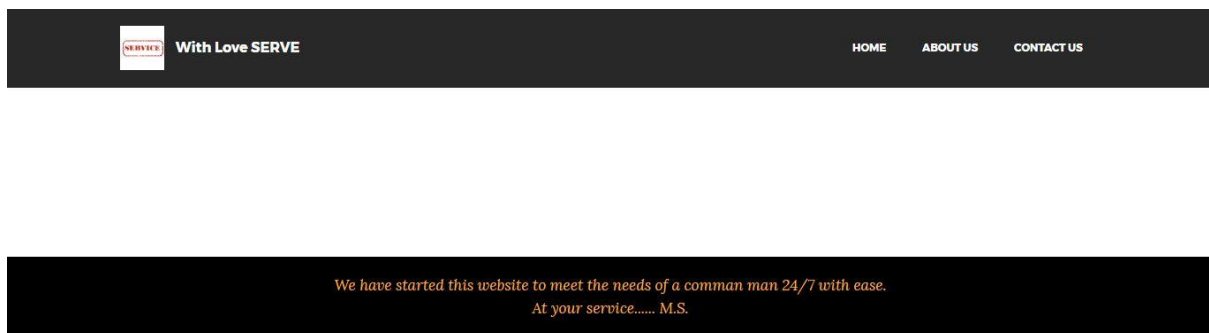 SERVICE
With Love SERVE
HOME ABOUT US CONTACT US
We have started this website to meet the needs of a comman man 24/7 with ease.
At your service...... M.S.